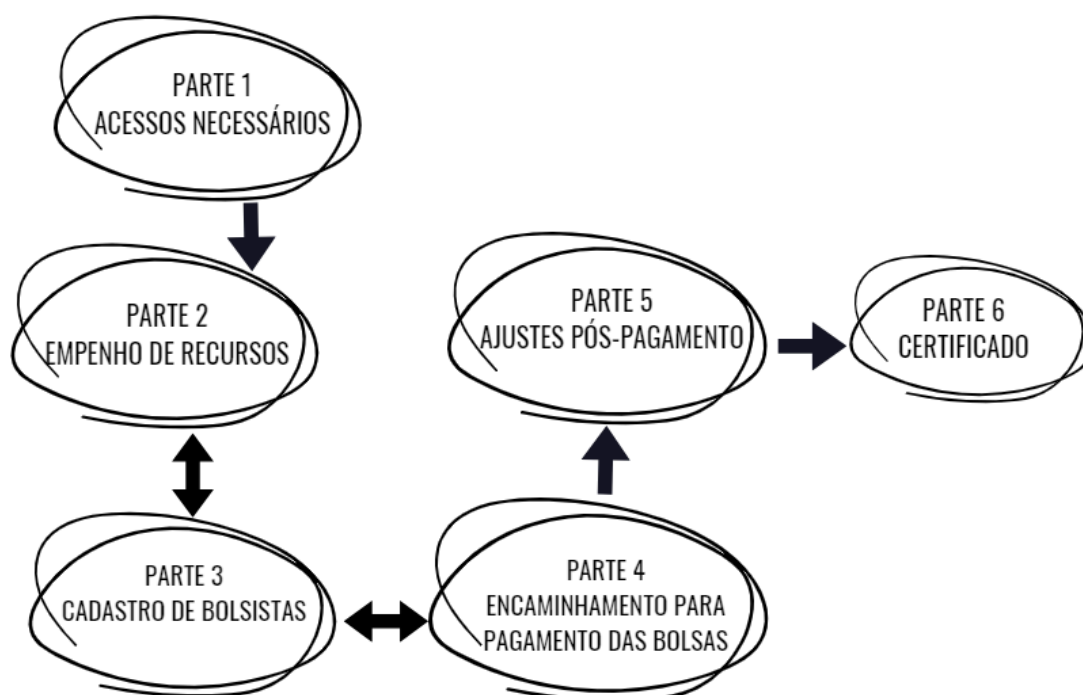 PARTE 1
ACESSOS NECESSÁRIOS
PARTE 2
EMPENHO DE RECURSOS
PARTE 3
CADASTRO DE BOLSISTAS
PARTE 4
ENCAMINHAMENTO PARA
PAGAMENTO DAS BOLSAS
PARTE 5
AJUSTES PÓS-PAGAMENTO
PARTE 6
CERTIFICADO